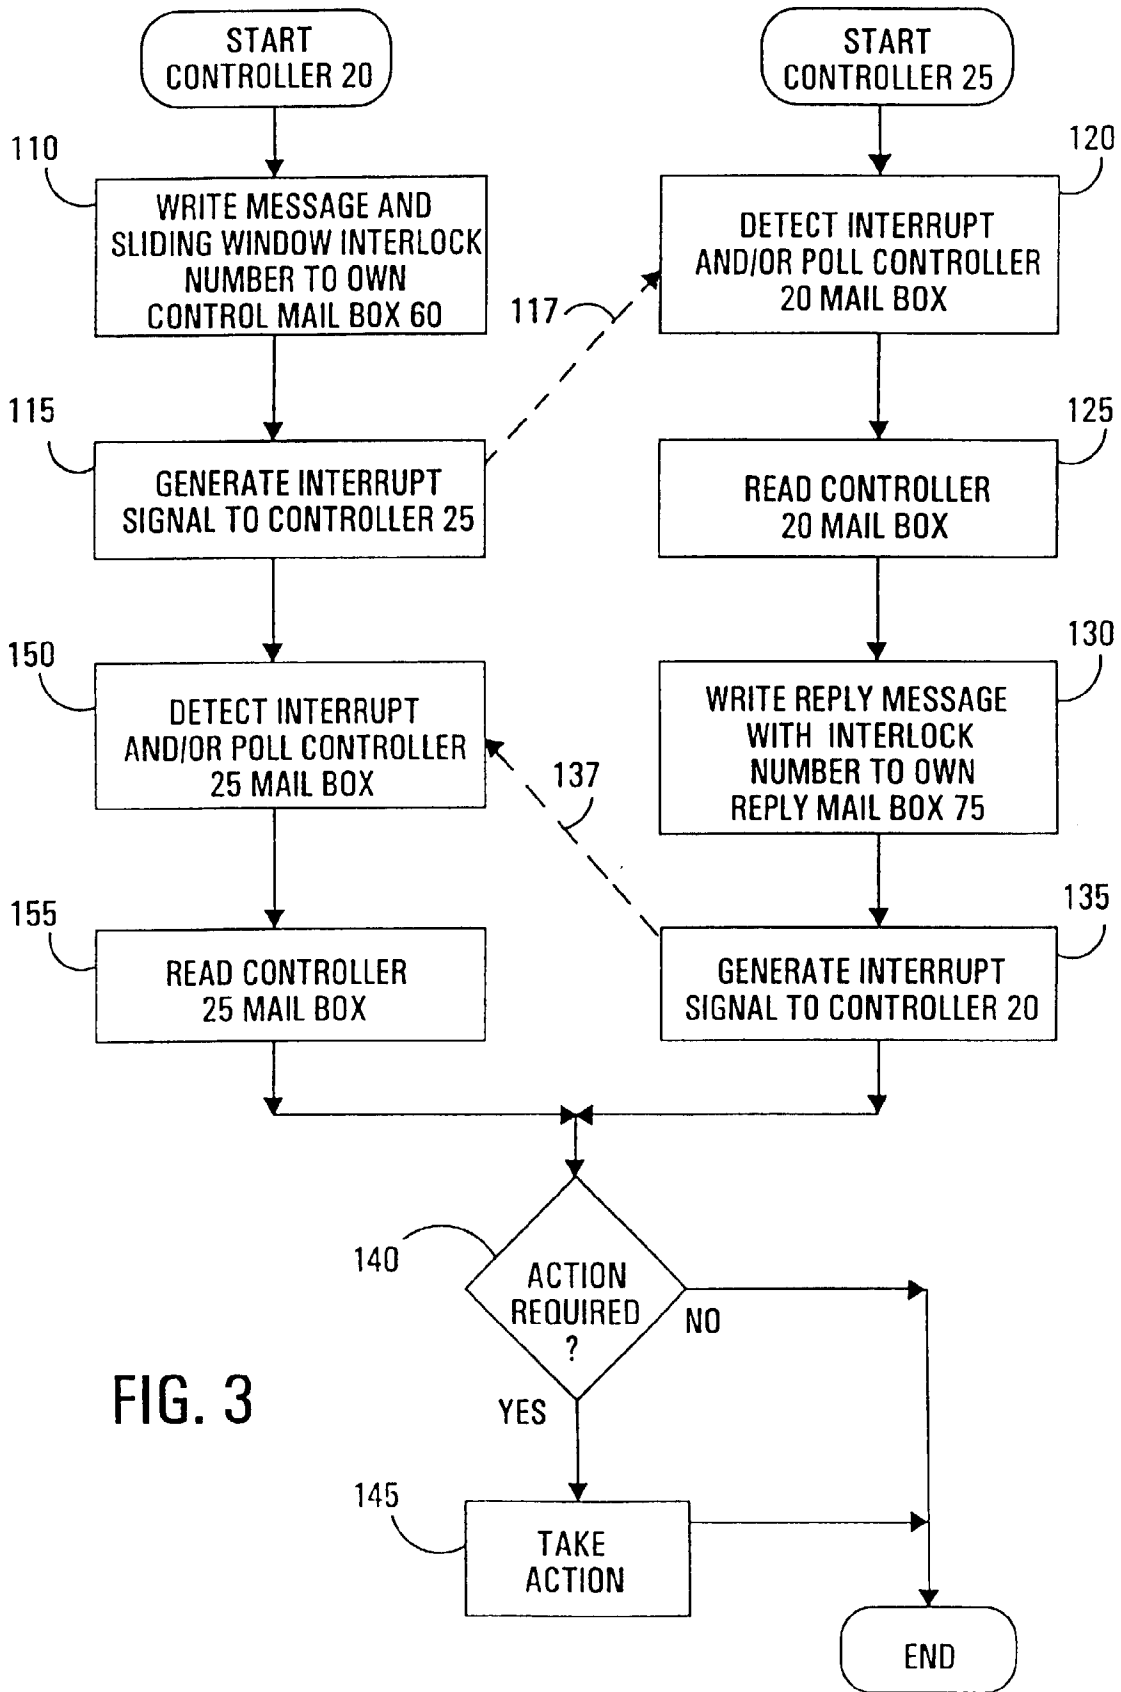 START
CONTROLLER 20
START
CONTROLLER 25
110
WRITE MESSAGE AND
SLIDING WINDOW INTERLOCK
NUMBER TO OWN
CONTROL MAIL BOX 60
120
DETECT INTERRUPT
AND/OR POLL CONTROLLER
20 MAIL BOX
117
115
GENERATE INTERRUPT
SIGNAL TO CONTROLLER 25
125
READ CONTROLLER
20 MAIL BOX
150
DETECT INTERRUPT
AND/OR POLL CONTROLLER
25 MAIL BOX
130
WRITE REPLY MESSAGE
WITH INTERLOCK
NUMBER TO OWN
REPLY MAIL BOX 75
137
155
READ CONTROLLER
25 MAIL BOX
135
GENERATE INTERRUPT
SIGNAL TO CONTROLLER 20
140
ACTION
REQUIRED
?
NO
YES
FIG. 3
145
TAKE
ACTION
END